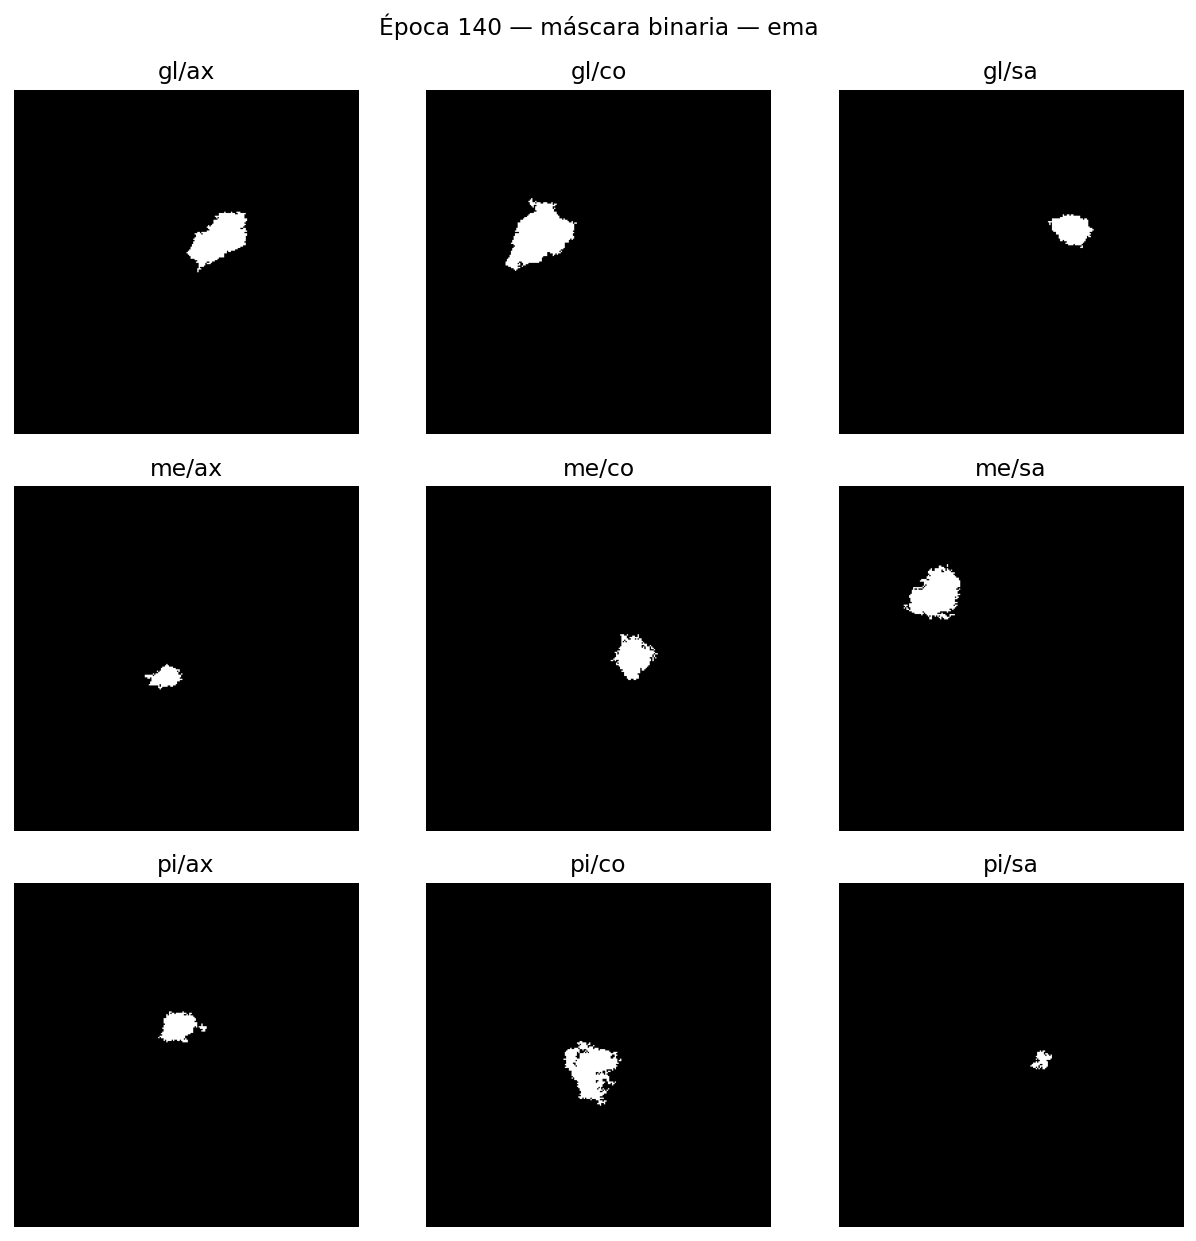 Época 140 — máscara binaria — ema
gl/ax
gl/co
gl/sa
me/ax
me/co
me/sa
pi/ax
pi/co
pi/sa